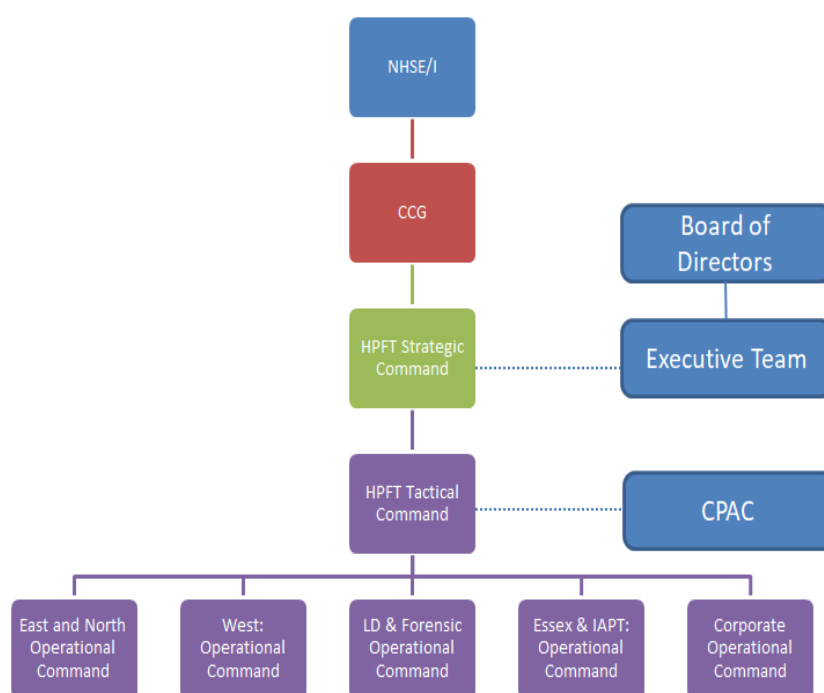 NHSE/I
CCG
Board of
Directors
HPFT Strategic
Command
Executive Team
HPFT Tactical
Command
CPAC
East and North
Operational
Command
West:
Operational
Command
LD & Forensic
Operational
Command
Essex & IAPT:
Operational
Command
Corporate
Operational
Command